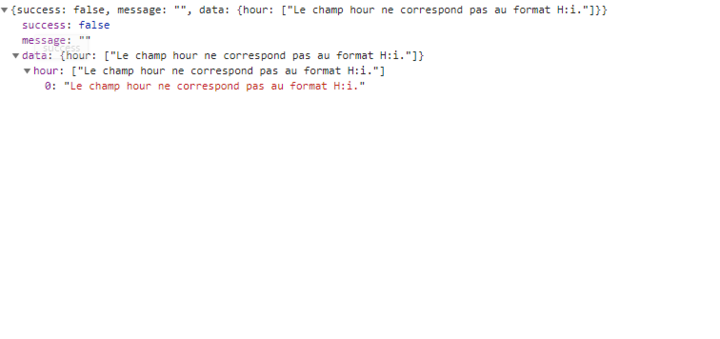 {success: false, message: "", data: {hour: ["Le champ hour ne correspond pas au format H:i."]}}
success: false
message: ""
success
data: {hour: ["Le champ hour ne correspond pas au format H:i."]}
hour: ["Le champ hour ne correspond pas au format H:i."]
0: "Le champ hour ne correspond pas au format H:i."